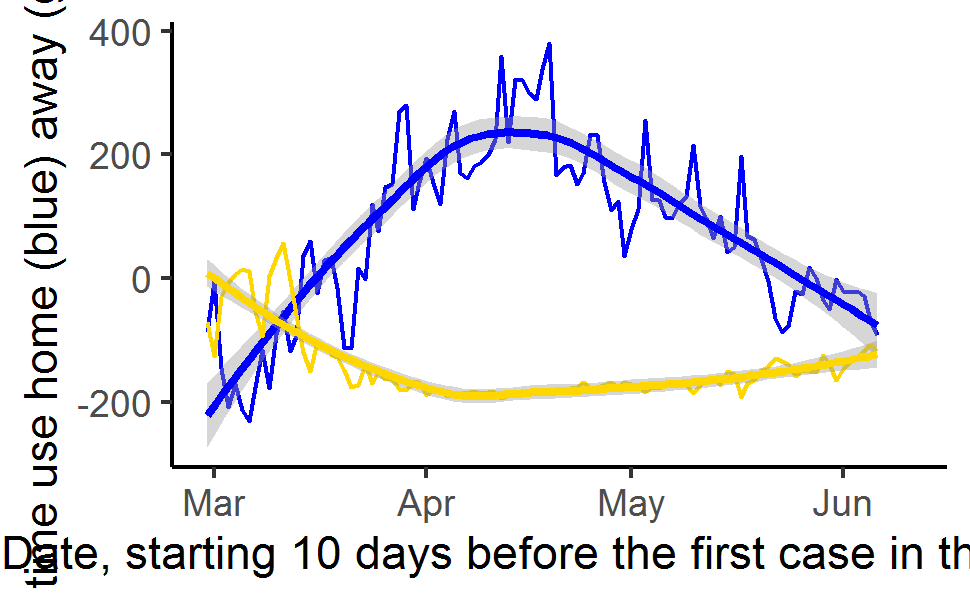 time use home (blue) away (
400
200
0
-200
Mar Apr May Jun
Date, starting 10 days before the first case in th